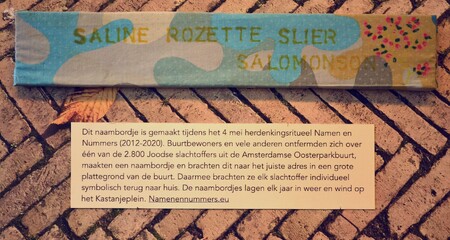 SALINE ROZETTE SLIER
SALOMONSON
Dit naambordje is gemaakt tijdens het 4 mei herdenkingsritueel Namen en
Nummers (2012-2020). Buurtbewoners en vele anderen ontfermden zich over
één van de 2.800 Joodse slachtoffers uit de Amsterdamse Oosterparkbuurt,
maakten een naambordje en brachten dit naar het juiste adres in een grote
plattegrond van de buurt. Daarmee brachten ze elk slachtoffer individueel
symbolisch terug naar huis. De naambordjes lagen elk jaar in weer en wind op
het Kastanjeplein. Namenennummers.eu